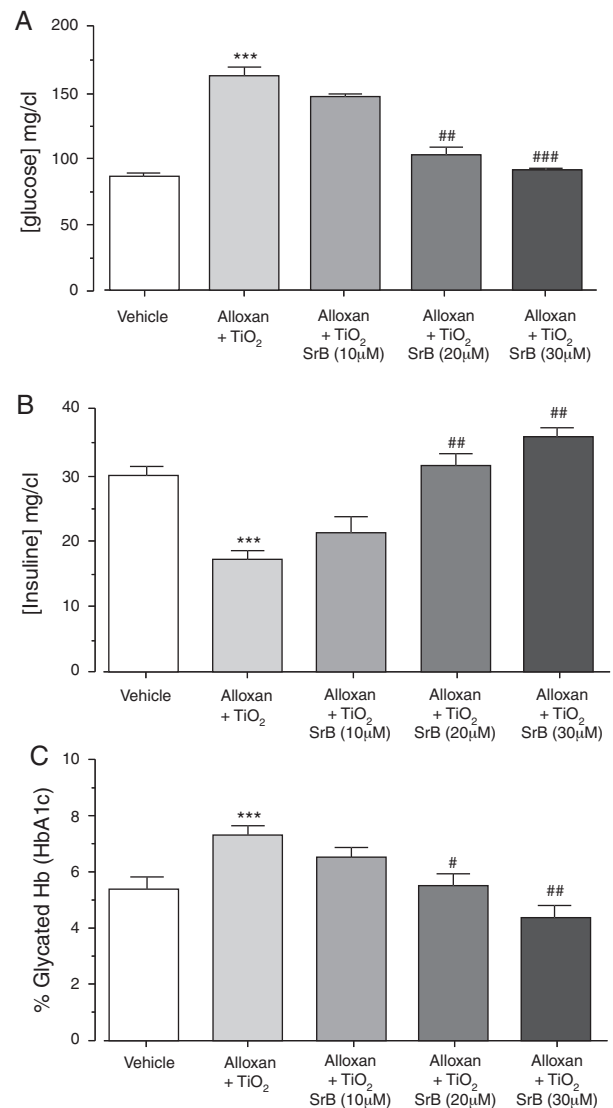 A
[glucose] mg/cl
200
150
100
50
0
***
##
###
Vehicle
Alloxan
+ TiO2
Alloxan
+ TiO2
SrB (10µM)
Alloxan
+ TiO2
SrB (20µM)
Alloxan
+ TiO2
SrB (30µM)
B
[Insuline] mg/cl
40
30
20
10
0
***
##
##
Vehicle
Alloxan
+ TiO2
Alloxan
+ TiO2
SrB (10µM)
Alloxan
+ TiO2
SrB (20µM)
Alloxan
+ TiO2
SrB (30µM)
C
% Glycated Hb (HbA1c)
10
8
6
4
2
0
***
#
##
Vehicle
Alloxan
+ TiO2
Alloxan
+ TiO2
SrB (10µM)
Alloxan
+ TiO2
SrB (20µM)
Alloxan
+ TiO2
SrB (30µM)